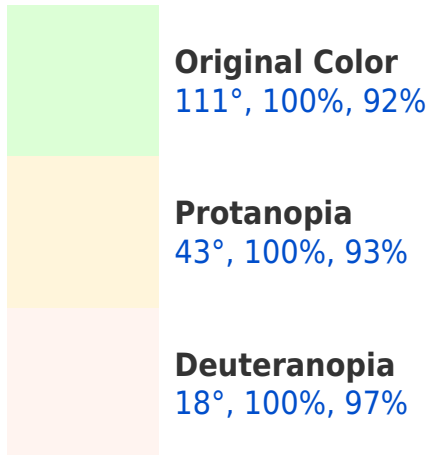 Original Color
111°, 100%, 92%
Protanopia
43°, 100%, 93%
Deuteranopia
18°, 100%, 97%